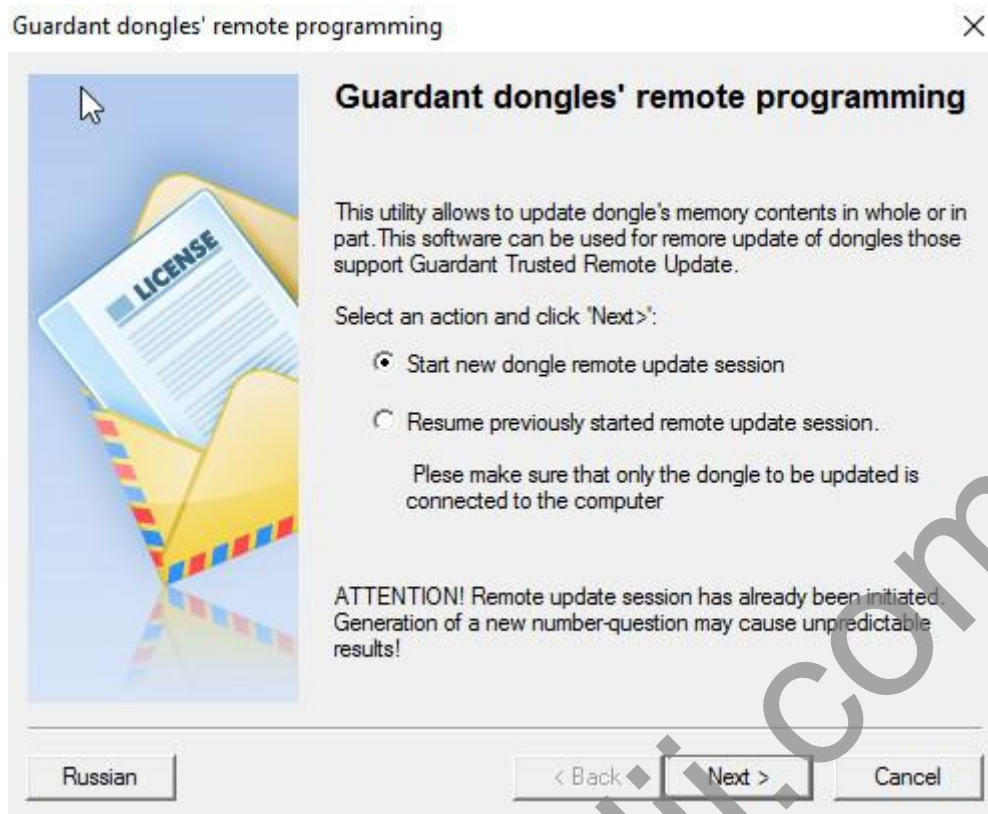 Guardant dongles' remote programming
Guardant dongles' remote programming
This utility allows to update dongle's memory contents in whole or in
part.This software can be used for remore update of dongles those
support Guardant Trusted Remote Update.
Select an action and click 'Next>':
Start new dongle remote update session
Resume previously started remote update session.
Plese make sure that only the dongle to be updated is
connected to the computer
LICENSE
ATTENTION! Remote update session has already been initiated.
Generation of a new number-question may cause unpredictable
results!
Russian
< Back
Next >
Cancel